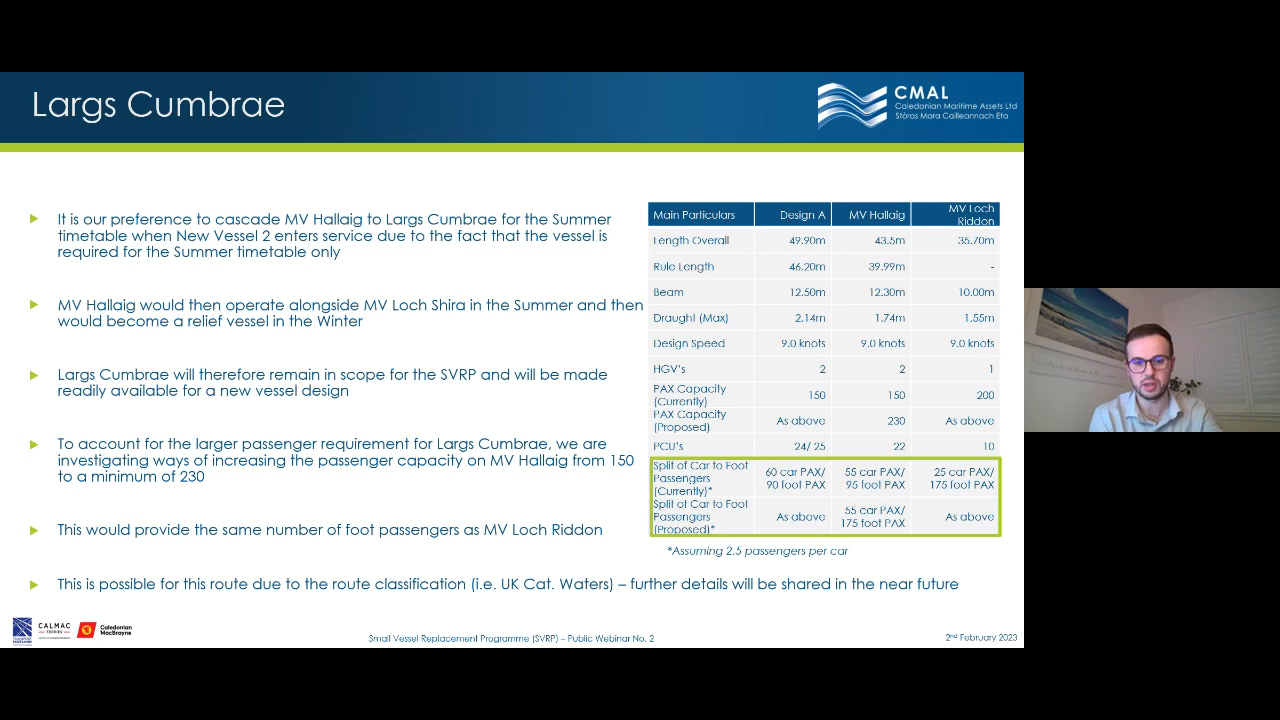 Largs Cumbrae
CMAL
Caledonian Maritime Assets Ltd
Stòras Mara Cailleannach Eta
It is our preference to cascade MV Hallaig to Largs Cumbrae for the Summer
timetable when New Vessel 2 enters service due to the fact that the vessel is
required for the Summer timetable only
MV Hallaig would then operate alongside MV Loch Shira in the Summer and then
would become a relief vessel in the Winter
Largs Cumbrae will therefore remain in scope for the SVRP and will be made
readily available for a new vessel design
To account for the larger passenger requirement for Largs Cumbrae, we are
investigating ways of increasing the passenger capacity on MV Hallaig from 150
to a minimum of 230
This would provide the same number of foot passengers as MV Loch Riddon
This is possible for this route due to the route classification (i.e. UK Cat. Waters) – further details will be shared in the near future
Main Particulars Design A MV Hallaig MV Loch Riddon
Length Overall 49.90m 43.5m 35.70m
Rule Length 46.20m 39.99m -
Beam 12.50m 12.30m 10.00m
Draught (Max) 2.14m 1.74m 1.55m
Design Speed 9.0 knots 9.0 knots 9.0 knots
HGV's 2 2 1
PAX Capacity (Currently) 150 150 200
PAX Capacity (Proposed) As above 230 As above
PCU's 24/ 25 22 10
Split of Car to Foot Passengers (Currently)* 60 car PAX/ 90 foot PAX 55 car PAX/ 95 foot PAX 25 car PAX/ 175 foot PAX
Split of Car to Foot Passengers (Proposed)* As above 55 car PAX/ 175 foot PAX As above
*Assuming 2.5 passengers per car
CALMAC
FERRIES
Caledonian
MacBrayne
Small Vessel Replacement Programme (SVRP) – Public Webinar No. 2
2nd February 2023